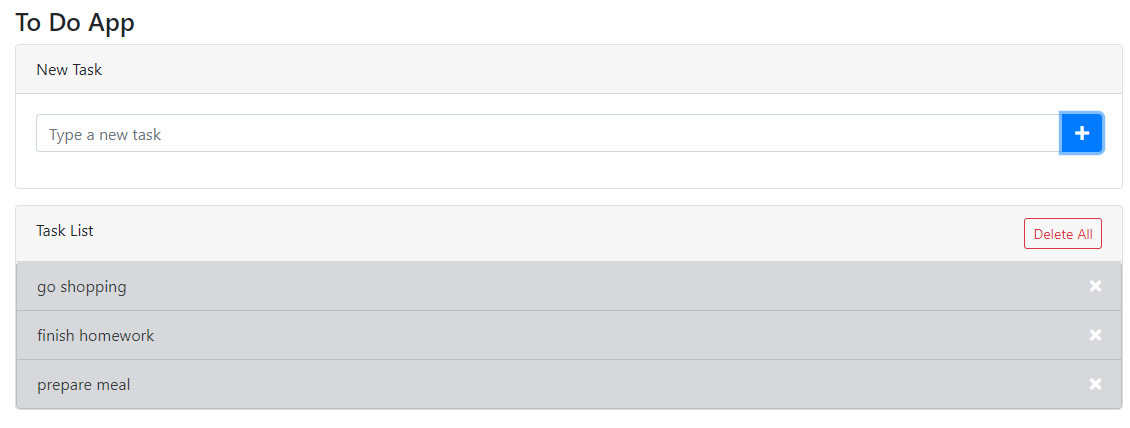 To Do App
New Task
Type a new task
Task List
Delete All
go shopping
finish homework
prepare meal